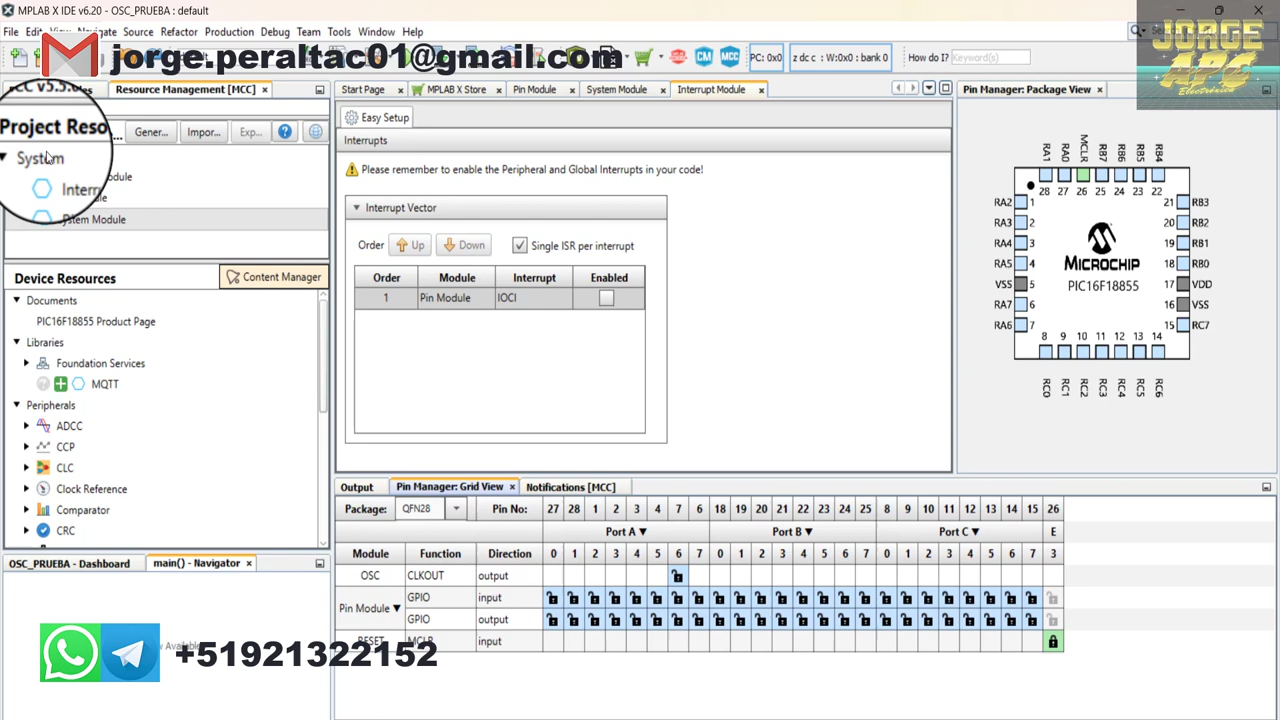 MPLAB X IDE v6.20 - OSC_PRUEBA : default
File Edit View Navigate Source Refactor Production Debug Team Tools Window Help
jorge.peraltac01@gmail.com
PC: 0x0
z dc c : W:0x0 : bank 0
How do I? Keyword(s)
JORGE
APC
Electrónica
Resource Management [MCC]
Project Reso
Gener... Impor... Exp...
System
Interr
System Module
Start Page
MPLAB X Store
Pin Module
System Module
Interrupt Module
Easy Setup
Interrupts
Please remember to enable the Peripheral and Global Interrupts in your code!
Interrupt Vector
Order Up Down Single ISR per interrupt
Order Module Interrupt Enabled
1 Pin Module IOCI
Pin Manager: Package View
RA1 RA0 MCLR RB7 RB6 RB5 RB4
28 27 26 25 24 23 22
RA2 1
RA3 2
RA4 3
RA5 4
VSS 5
RA7 6
RA6 7
21 RB3
20 RB2
19 RB1
18 RB0
17 VDD
16 VSS
15 RC7
MICROCHIP
PIC16F18855
8 9 10 11 12 13 14
RC0 RC1 RC2 RC3 RC4 RC5 RC6
Device Resources
Content Manager
Documents
PIC16F18855 Product Page
Libraries
Foundation Services
MQTT
Peripherals
ADCC
CCP
CLC
Clock Reference
Comparator
CRC
OSC_PRUEBA - Dashboard
main() - Navigator
Output
Pin Manager: Grid View
Notifications [MCC]
Package: QFN28 Pin No: 27 28 1 2 3 4 5 7 6 18 19 20 21 22 23 24 25 8 9 10 11 12 13 14 15 26
Port A Port B Port C E
Module Function Direction 0 1 2 3 4 5 6 7 0 1 2 3 4 5 6 7 0 1 2 3 4 5 6 7 3
OSC CLKOUT output
Pin Module
GPIO input
GPIO output
RESET MCLR input
+51921322152